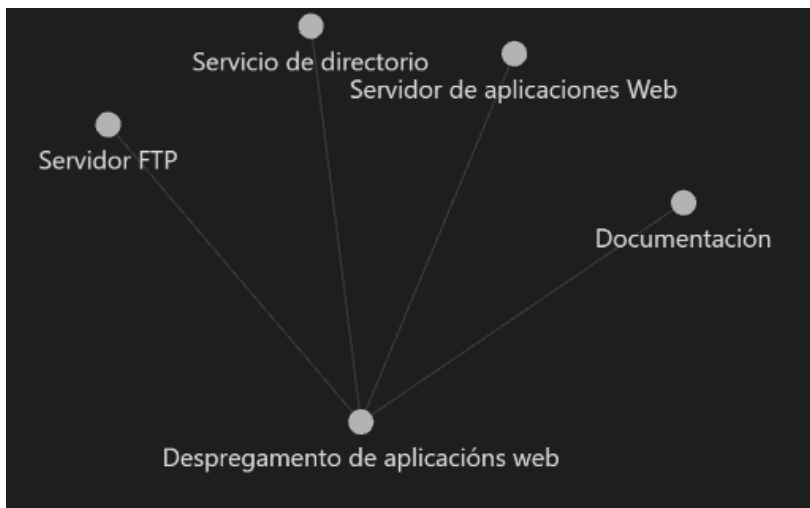 Servicio de directorio
Servidor de aplicaciones Web
Servidor FTP
Documentación
Despregamento de aplicacións web